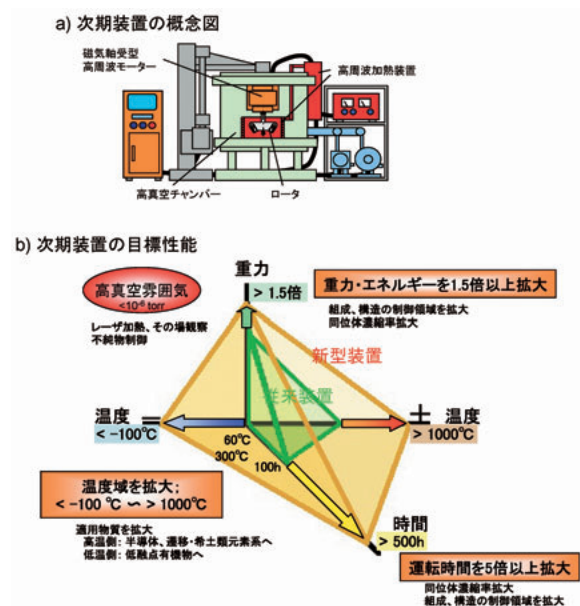 a) 次期装置の概念図
磁気軸受型
高周波モーター
高周波加熱装置
高真空チャンバー
ロータ
b) 次期装置の目標性能
重力
> 1.5倍
高真空雰囲気
<10⁻⁶ torr
レーザ加熱、その場観察
不純物制御
重力・エネルギーを1.5倍以上拡大
組成、構造の制御領域を拡大
同位体濃縮率拡大
新型装置
従来装置
温度
< -100℃
土 温度
> 1000℃
60℃
300℃
100h
温度域を拡大;
< -100 ℃ 〜 > 1000℃
適用物質を拡大
高温側: 半導体、遷移・希土類元素系へ
低温側: 低融点有機物へ
時間
> 500h
運転時間を5倍以上拡大
同位体濃縮率拡大
組成、構造の制御領域を拡大